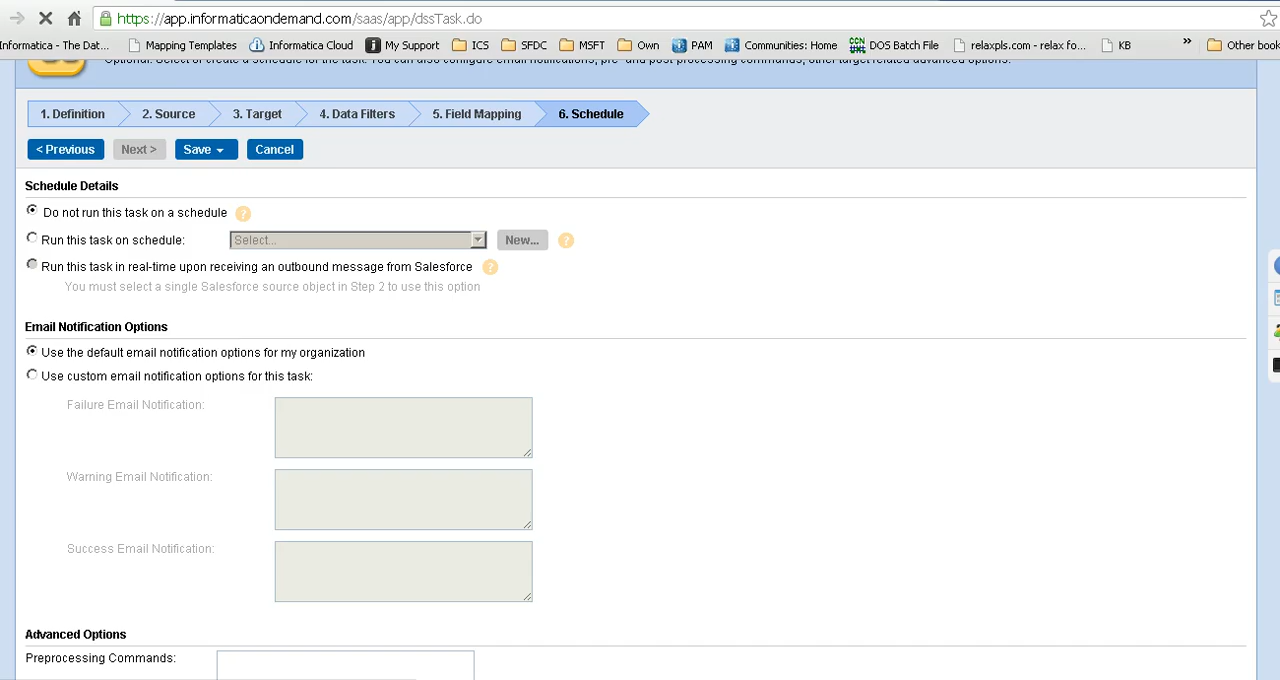 https://app.informaticaondemand.com/saas/app/dssTask.do
Informatica - The Dat... Mapping Templates Informatica Cloud My Support ICS SFDC MSFT Own PAM Communities: Home DOS Batch File relaxpls.com - relax fo... KB » Other book
Optional: Select or create a schedule for the task. You can also configure email notifications, pre- and post-processing commands, other target related advanced options.
1. Definition 2. Source 3. Target 4. Data Filters 5. Field Mapping 6. Schedule
< Previous Next > Save Cancel
Schedule Details
Do not run this task on a schedule ?
Run this task on schedule: Select... New... ?
Run this task in real-time upon receiving an outbound message from Salesforce ?
You must select a single Salesforce source object in Step 2 to use this option
Email Notification Options
Use the default email notification options for my organization
Use custom email notification options for this task:
Failure Email Notification:
Warning Email Notification:
Success Email Notification:
Advanced Options
Preprocessing Commands: